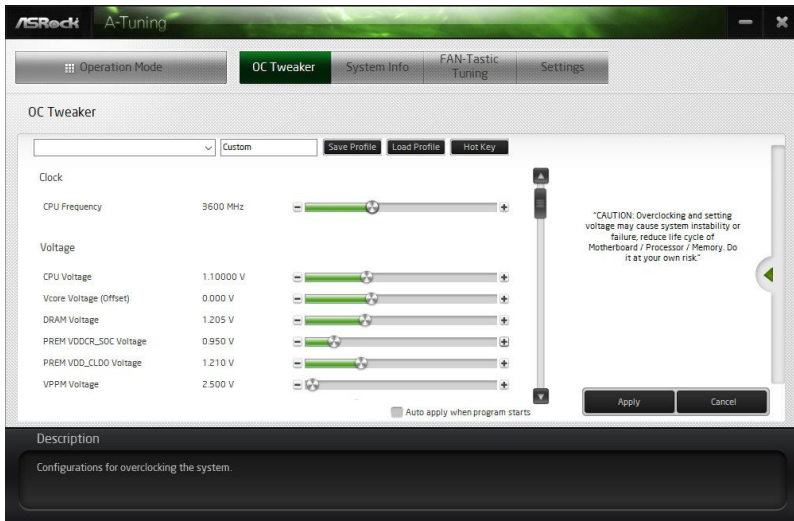 ASRock A-Tuning
Operation Mode
OC Tweaker
System Info
FAN-Tastic
Tuning
Settings
OC Tweaker
Custom
Save Profile
Load Profile
Hot Key
Clock
CPU Frequency 3600 MHz
Voltage
CPU Voltage 1.10000 V
Vcore Voltage (Offset) 0.000 V
DRAM Voltage 1.205 V
PREM VDDCR_SOC Voltage 0.950 V
PREM VDD_CLDO Voltage 1.210 V
VPPM Voltage 2.500 V
Auto apply when program starts
"CAUTION: Overclocking and setting
voltage may cause system instability or
failure, reduce life cycle of
Motherboard / Processor / Memory. Do
it at your own risk."
Apply
Cancel
Description
Configurations for overclocking the system.